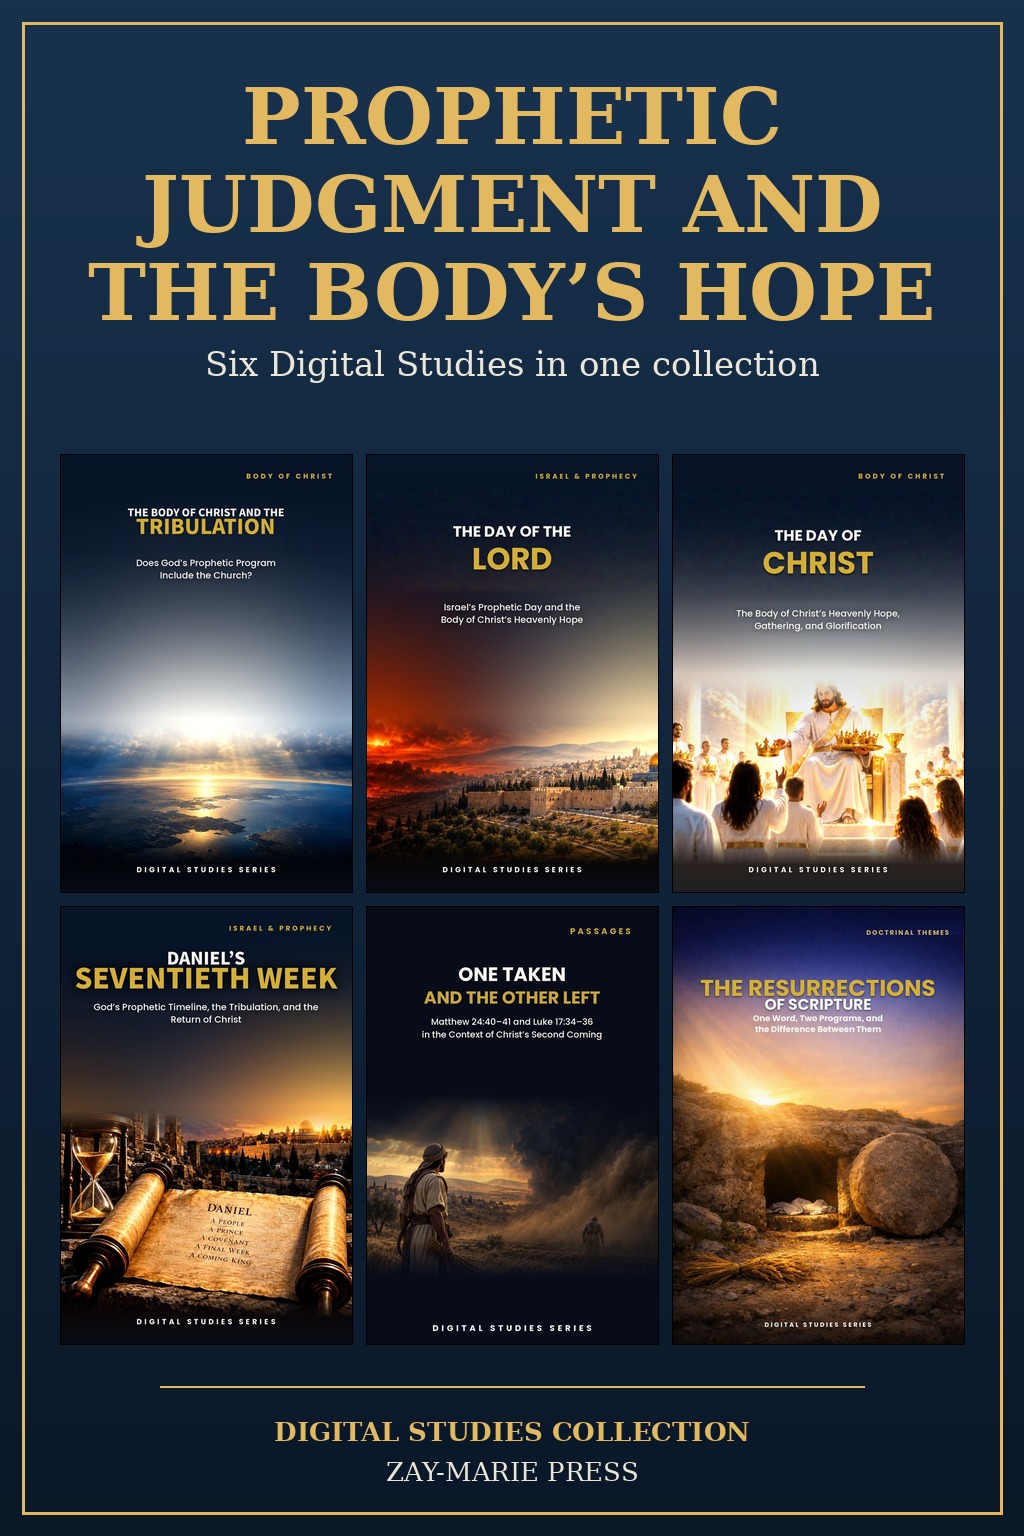 PROPHETIC
JUDGMENT AND
THE BODY’S HOPE
Six Digital Studies in one collection
BODY OF CHRIST
THE BODY OF CHRIST AND THE
TRIBULATION
Does God’s Prophetic Program
Include the Church?
DIGITAL STUDIES SERIES
ISRAEL & PROPHECY
THE DAY OF THE
LORD
Israel’s Prophetic Day and the
Body of Christ’s Heavenly Hope
DIGITAL STUDIES SERIES
BODY OF CHRIST
THE DAY OF
CHRIST
The Body of Christ’s Heavenly Hope,
Gathering, and Glorification
DIGITAL STUDIES SERIES
ISRAEL & PROPHECY
DANIEL’S
SEVENTIETH WEEK
God’s Prophetic Timeline, the Tribulation, and the
Return of Christ
DANIEL
A PEOPLE
A PRINCE
A COVENANT
A FINAL WEEK
A COMING KING
DIGITAL STUDIES SERIES
PASSAGES
ONE TAKEN
AND THE OTHER LEFT
Matthew 24:40–41 and Luke 17:34–36
in the Context of Christ’s Second Coming
DIGITAL STUDIES SERIES
DOCTRINAL THEMES
THE RESURRECTIONS
OF SCRIPTURE
One Word, Two Programs, and
the Difference Between Them
DIGITAL STUDIES SERIES
DIGITAL STUDIES COLLECTION
ZAY-MARIE PRESS